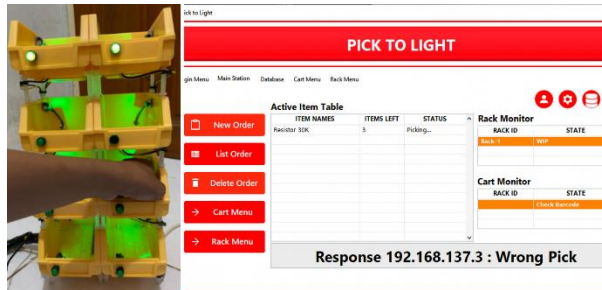 ick to Light
PICK TO LIGHT
gin Menu Main Station Database Cart Menu Rack Menu
Active Item Table
ITEM NAMES ITEMS LEFT STATUS
Resistor 30K 3 Picking...
New Order
List Order
Delete Order
Cart Menu
Rack Menu
Rack Monitor
RACK ID STATE
Rack-1 WIP
Cart Monitor
RACK ID STATE
Check Barcode
Response 192.168.137.3 : Wrong Pick